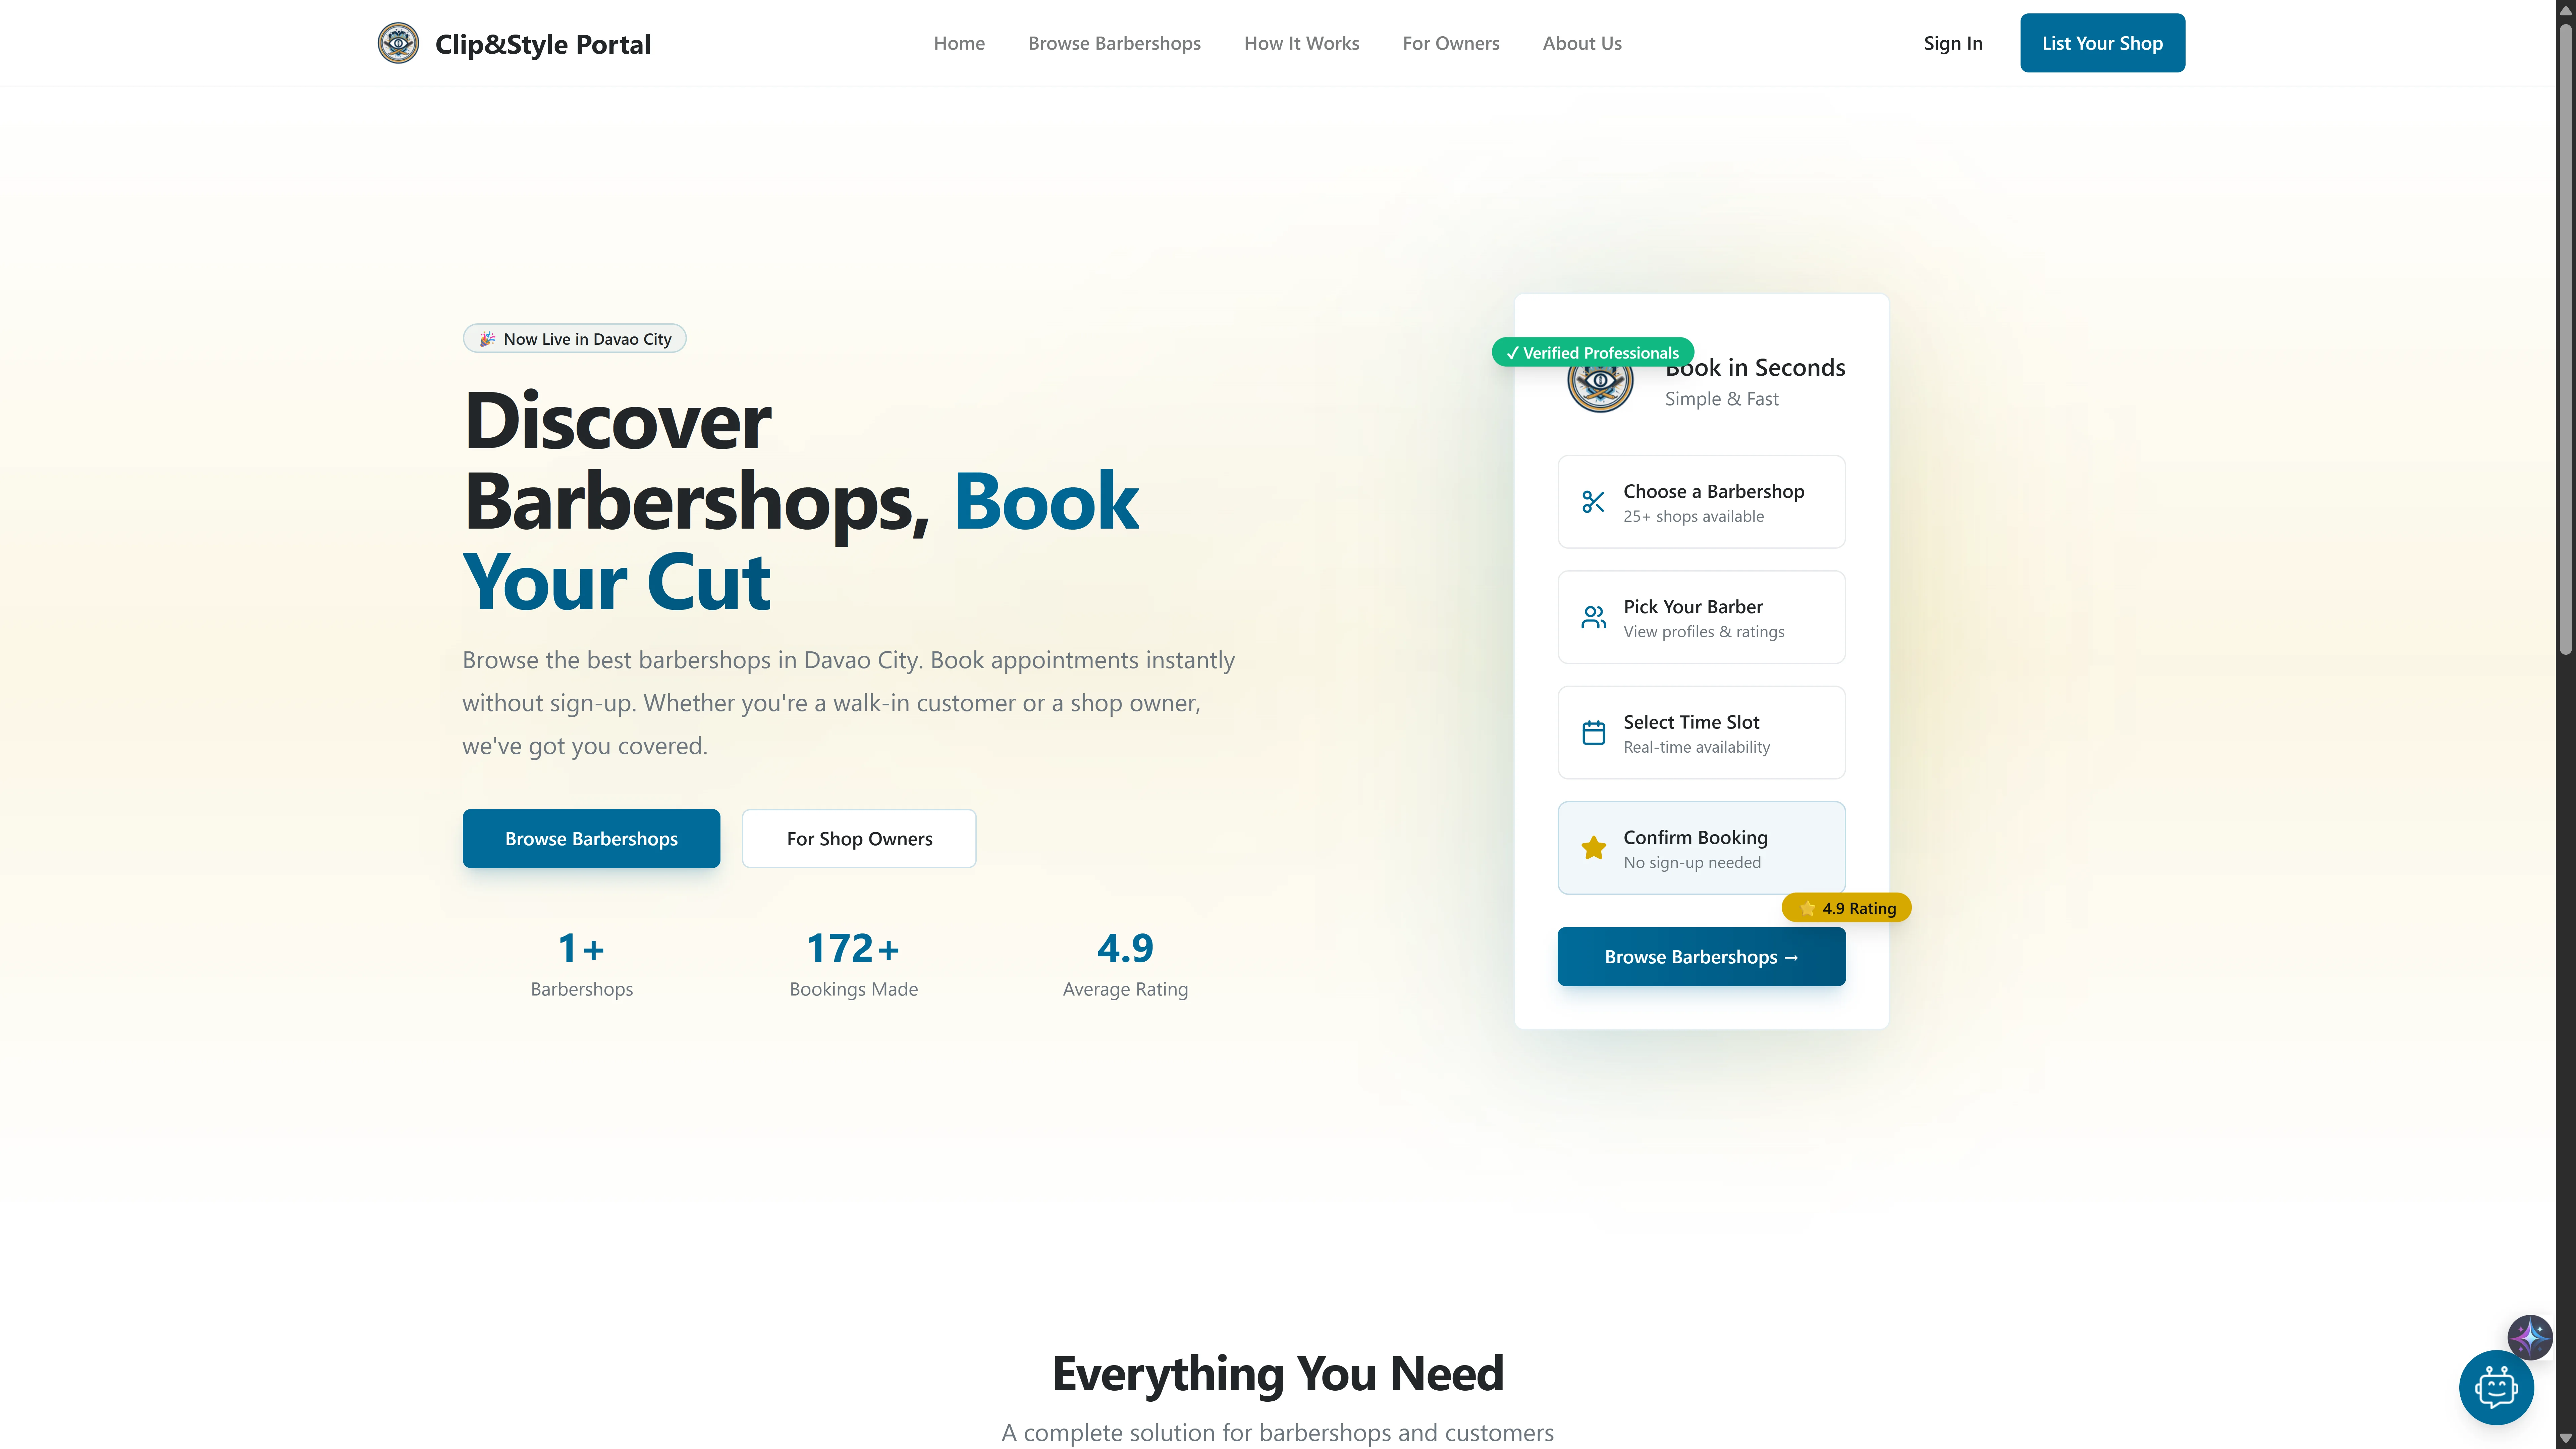 Clip&Style Portal
Home
Browse Barbershops
How It Works
For Owners
About Us
Sign In
List Your Shop
🎉 Now Live in Davao City
Discover
Barbershops, Book
Your Cut
Browse the best barbershops in Davao City. Book appointments instantly
without sign-up. Whether you're a walk-in customer or a shop owner,
we've got you covered.
Browse Barbershops
For Shop Owners
1+
Barbershops
172+
Bookings Made
4.9
Average Rating
✓ Verified Professionals
Book in Seconds
Simple & Fast
Choose a Barbershop
25+ shops available
Pick Your Barber
View profiles & ratings
Select Time Slot
Real-time availability
Confirm Booking
No sign-up needed
⭐ 4.9 Rating
Browse Barbershops →
Everything You Need
A complete solution for barbershops and customers